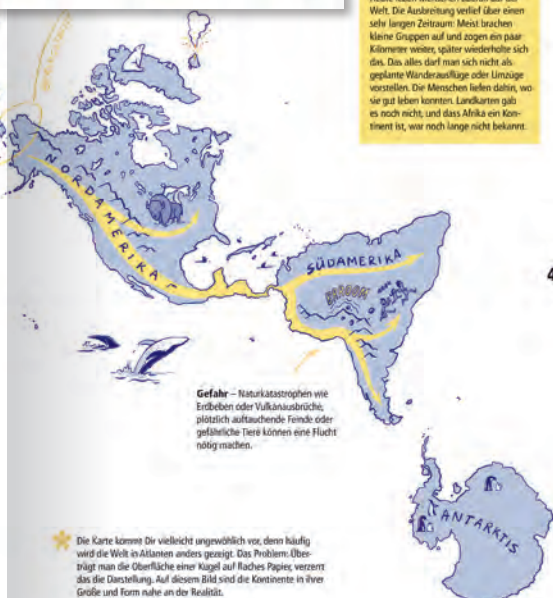 Welt. Die Ausbreitung verlief über einen
sehr langen Zeitraum: Meist brachen
kleine Gruppen auf und zogen ein paar
Kilometer weiter, später wiederholte sich
das. Das alles darf man sich nicht als
geplante Wanderausflüge oder Umzüge
vorstellen. Die Menschen liefen dahin, wo
sie gut leben konnten. Landkarten gab
es noch nicht, und dass Afrika ein Kon-
tinent ist, war noch lange nicht bekannt.
NORDAMERIKA
SÜDAMERIKA
4
Gefahr – Naturkatastrophen wie
Erdbeben oder Vulkanausbrüche,
plötzlich auftauchende Feinde oder
gefährliche Tiere können eine Flucht
nötig machen.
ANTARKTIS
Die Karte kommt Dir vielleicht ungewöhlich vor, denn häufig
wird die Welt in Atlanten anders gezeigt. Das Problem: Über-
trägt man die Oberfläche einer Kugel auf flaches Papier, verzerrt
das die Darstellung. Auf diesem Bild sind die Kontinente in ihrer
Größe und Form nahe an der Realität.